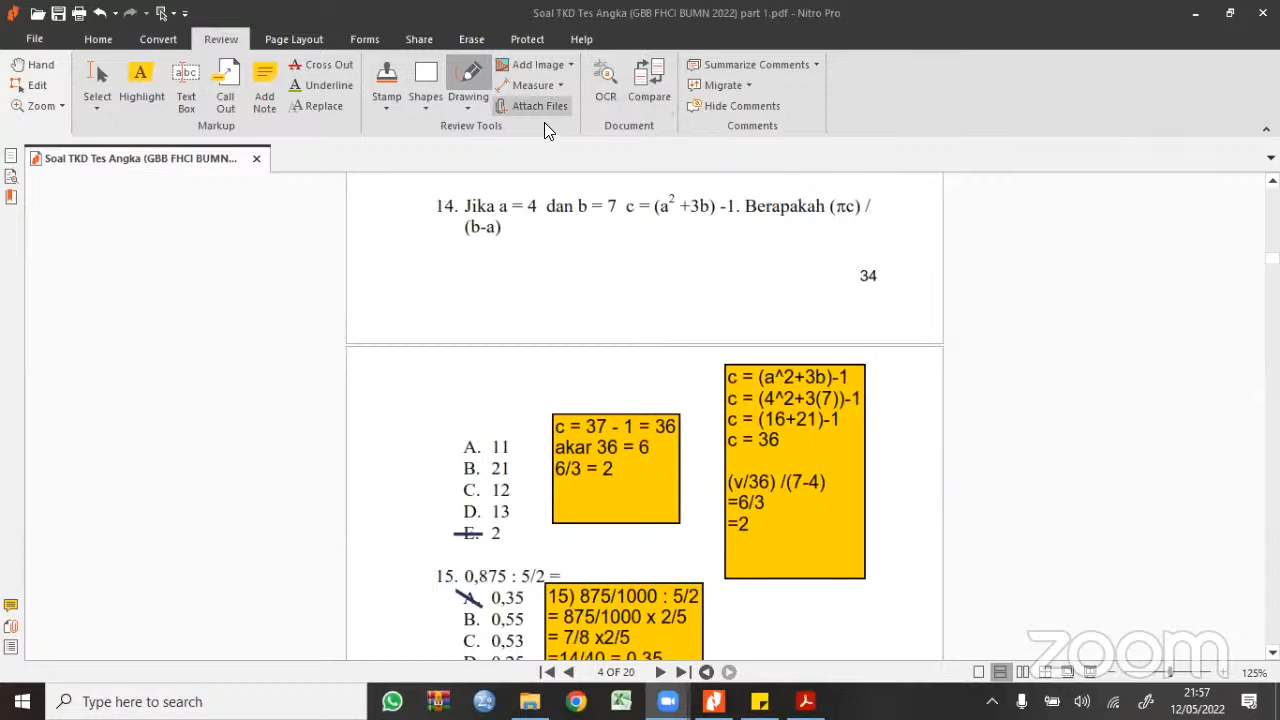 Soal TKD Tes Angka (GBB FHCI BUMN 2022) part 1.pdf - Nitro Pro
File Home Convert Review Page Layout Forms Share Erase Protect Help
Hand
Edit
Zoom
Select
Highlight
Text Box
Call Out
Add Note
Cross Out
Underline
Replace
Markup
Stamp
Shapes
Drawing
Add Image
Measure
Attach Files
Review Tools
OCR
Compare
Document
Summarize Comments
Migrate
Hide Comments
Comments
Soal TKD Tes Angka (GBB FHCI BUMN...
14. Jika a = 4 dan b = 7 c = (a² +3b) -1. Berapakah (πc) /
(b-a)
34
A. 11
B. 21
C. 12
D. 13
E. 2
c = 37 - 1 = 36
akar 36 = 6
6/3 = 2
c = (a^2+3b)-1
c = (4^2+3(7))-1
c = (16+21)-1
c = 36
(v/36) /(7-4)
=6/3
=2
15. 0,875 : 5/2 =
A. 0,35
B. 0,55
C. 0,53
D. 0,25
15) 875/1000 : 5/2
= 875/1000 x 2/5
= 7/8 x2/5
=14/40 = 0,35
zoom
4 OF 20
125%
Type here to search
21:57
12/05/2022